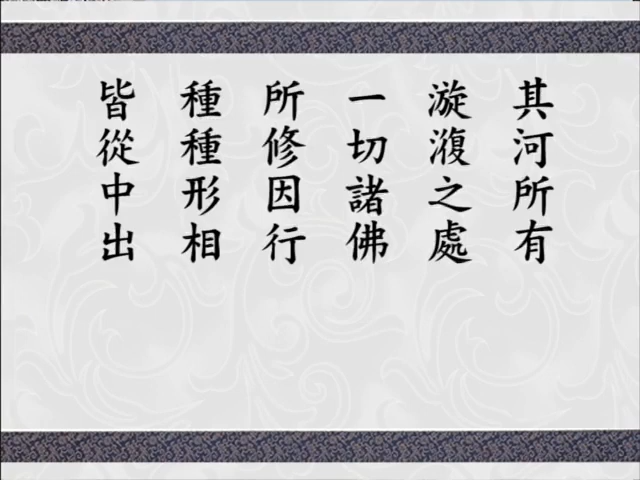 其河所有
漩澓之處
一切諸佛
所修因行
種種形相
皆從中出